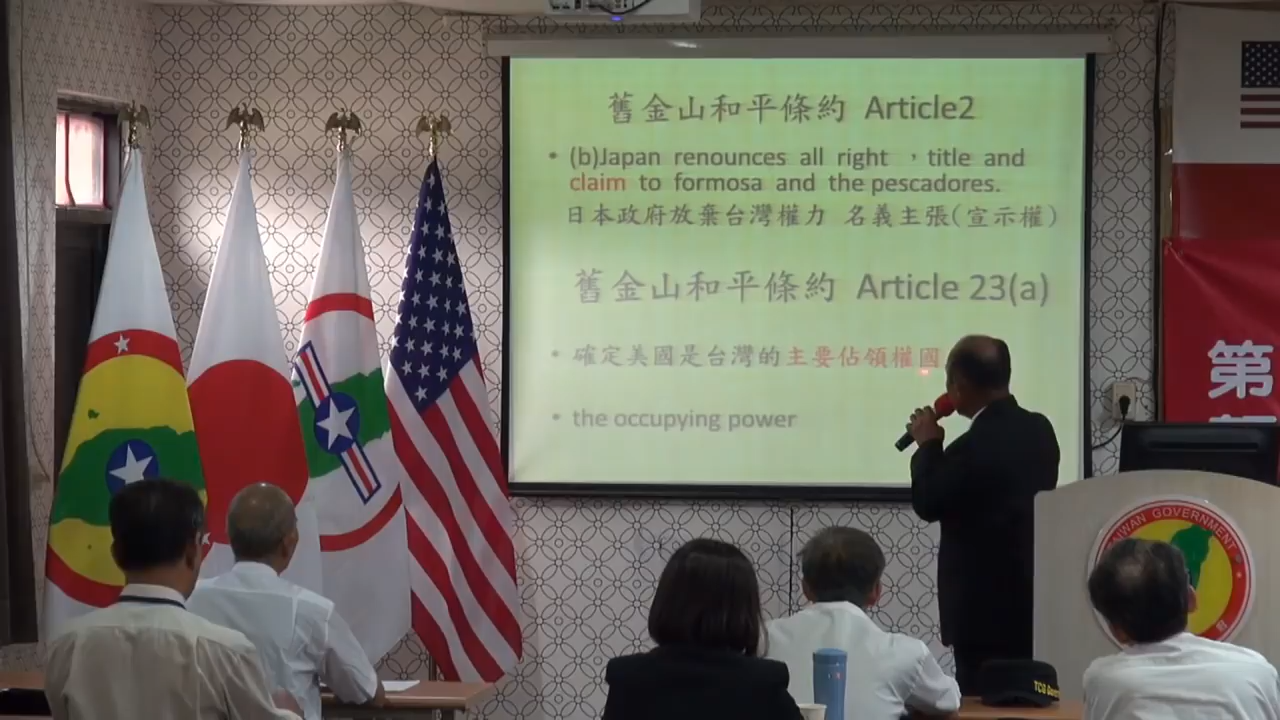 舊金山和平條約 Article2
• (b)Japan renounces all right ，title and
claim to formosa and the pescadores.
日本政府放棄台灣權力 名義主張(宣示權)
舊金山和平條約 Article 23(a)
• 確定美國是台灣的主要佔領權國
• the occupying power
第
TAIWAN GOVERNMENT
TCG